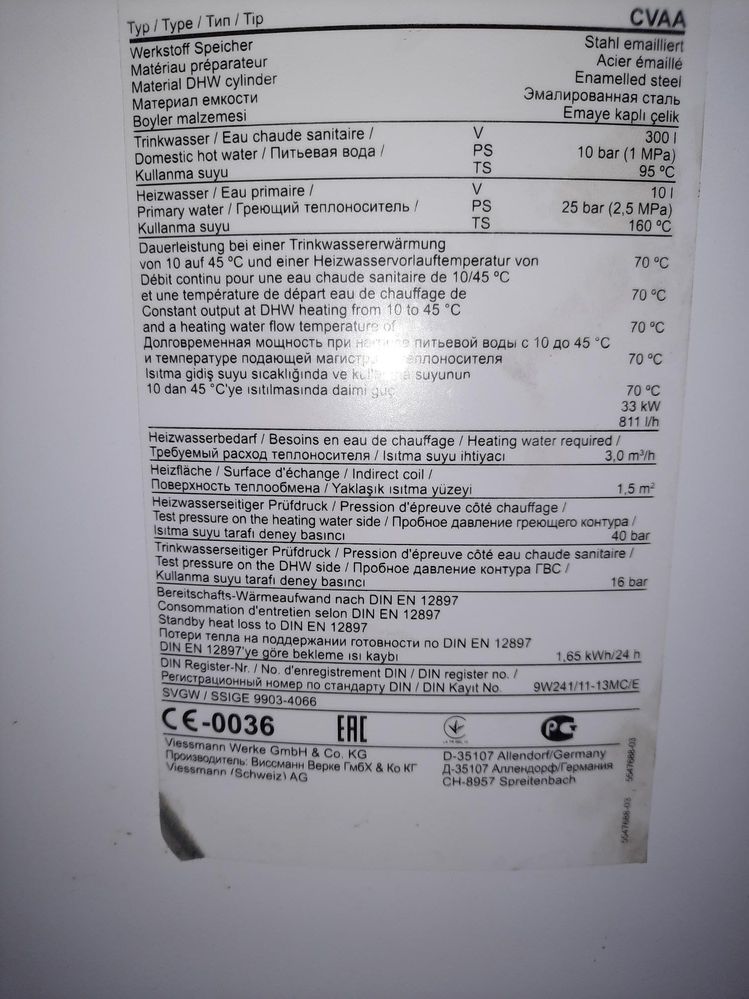 Typ / Type / Тип / Tip CVAA
Werkstoff Speicher Stahl emailliert
Matériau préparateur Acier émaillé
Material DHW cylinder Enamelled steel
Материал емкости Эмалированная сталь
Boyler malzemesi Emaye kaplı çelik
Trinkwasser / Eau chaude sanitaire / V 300 l
Domestic hot water / Питьевая вода / PS 10 bar (1 MPa)
Kullanma suyu TS 95 ºC
Heizwasser / Eau primaire / V 10 l
Primary water / Греющий теплоноситель / PS 25 bar (2,5 MPa)
Kullanma suyu TS 160 ºC
Dauerleistung bei einer Trinkwassererwärmung
von 10 auf 45 ºC und einer Heizwasservorlauftemperatur von 70 ºC
Débit continu pour une eau chaude sanitaire de 10/45 ºC
et une température de départ eau de chauffage de 70 ºC
Constant output at DHW heating from 10 to 45 °C
and a heating water flow temperature of 70 ºC
Долговременная мощность при питьевой воды с 10 до 45 °C
и температуре подающей 70 ºC
Isıtma gidiş suyu sıcaklığında ve suyunun
10 dan 45 °C'ye ısıtılmasında daimi güç 70 ºC
33 kW
811 l/h
Heizwasserbedarf / Besoins en eau de chauffage / Heating water required /
Требуемый расход теплоносителя / Isıtma suyu ihtiyacı 3,0 m³/h
Heizfläche / Surface d'échange / Indirect coil /
Поверхность теплообмена / Yaklaşık ısıtma yüzeyi 1,5 m²
Heizwasserseitiger Prüfdruck / Pression d'épreuve côté chauffage /
Test pressure on the heating water side / Пробное давление греющего контура /
Isıtma suyu tarafı deney basıncı 40 bar
Trinkwasserseitiger Prüfdruck / Pression d'épreuve côté eau chaude sanitaire /
Test pressure on the DHW side / Пробное давление контура ГВС /
Kullanma suyu tarafı deney basıncı 16 bar
Bereitschafts-Wärmeaufwand nach DIN EN 12897
Consommation d'entretien selon DIN EN 12897
Standby heat loss to DIN EN 12897
Потери тепла на поддержании готовности по DIN EN 12897
DIN EN 12897'ye göre bekleme ısı kaybı 1,65 kWh/24 h
DIN Register-Nr. / No. d'enregistrement DIN / DIN register no. /
Регистрационный номер по стандарту DIN / DIN Kayıt No. 9W241/11-13MC/E
SVGW / SSIGE 9903-4066
CE-0036 EAC РСТ
Viessmann Werke GmbH & Co. KG D-35107 Allendorf/Germany
Производитель: Виссманн Верке ГмбХ & Ко КГ Д-35107 Аллендорф/Германия
Viessmann (Schweiz) AG CH-8957 Spreitenbach
5547688-03 5547688-03